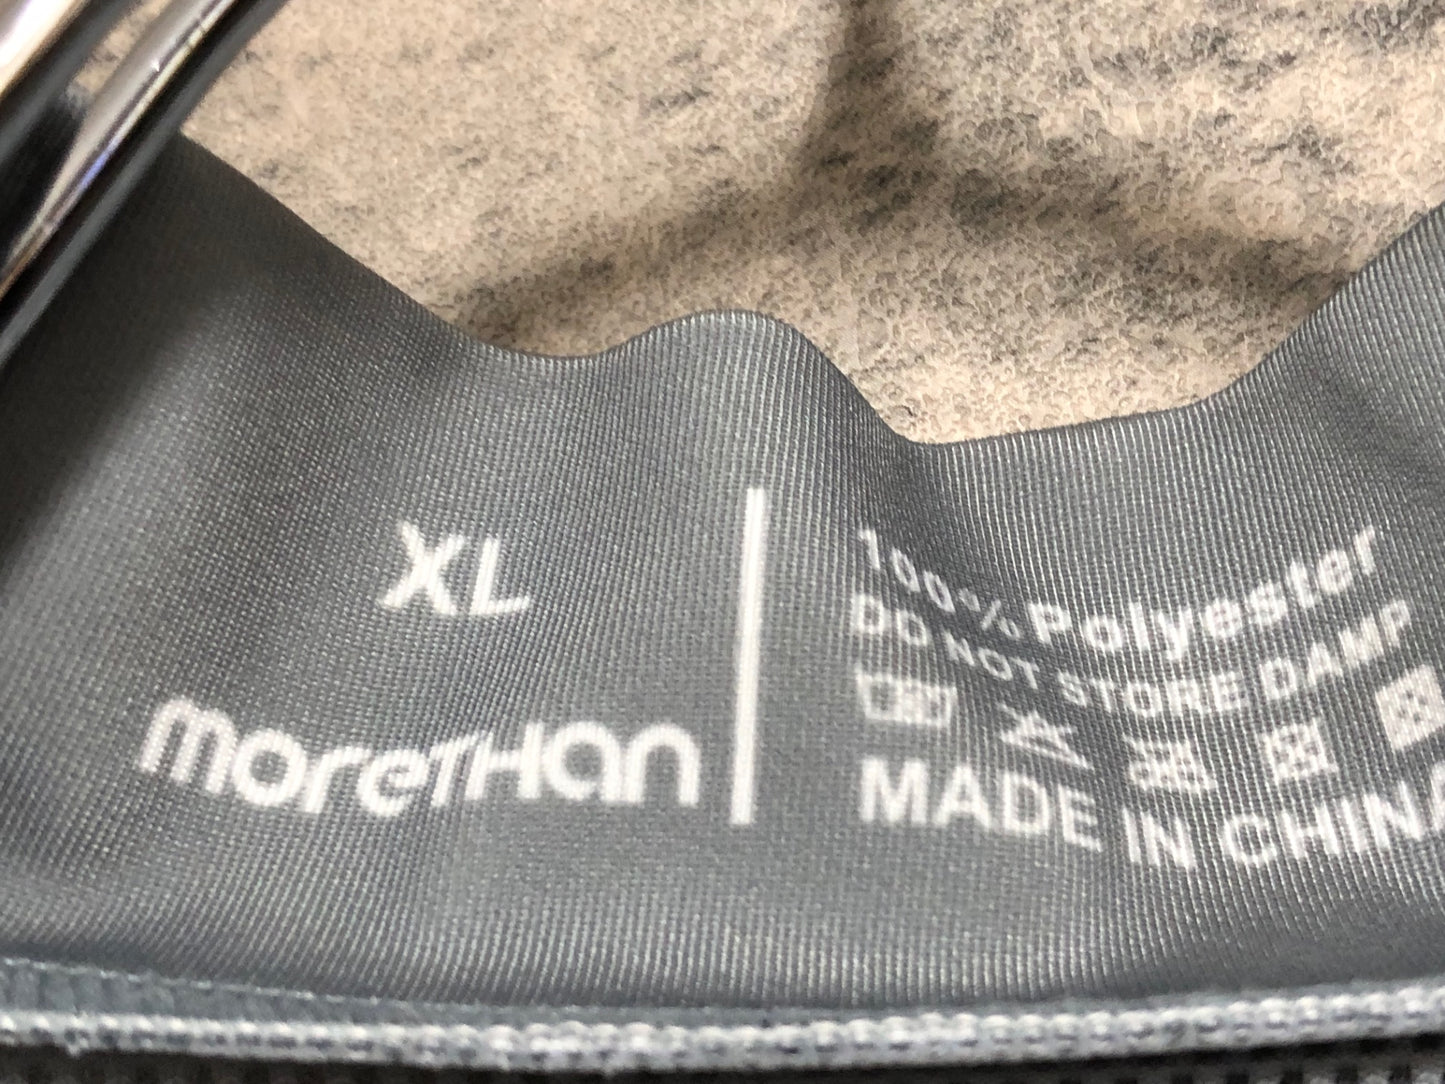 XL
moreTHan
100% Polyester
DO NOT STORE DAMP
MADE IN CHINA